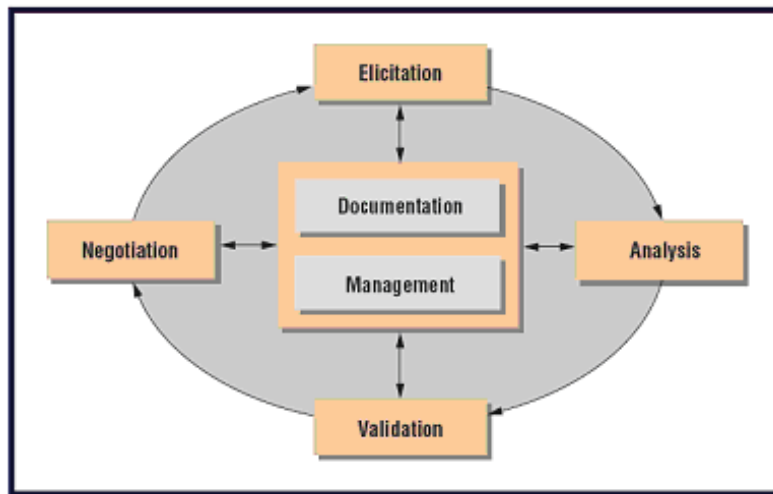 Elicitation
Documentation
Negotiation
Analysis
Management
Validation